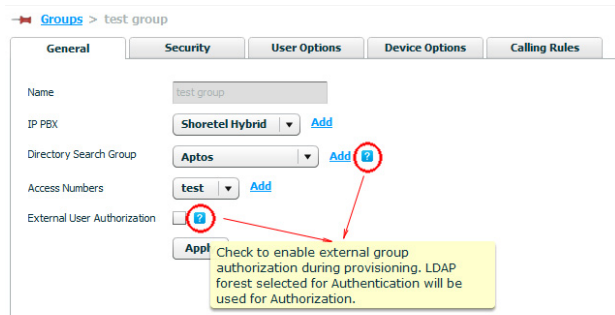 Groups > test group
General Security User Options Device Options Calling Rules
Name test group
IP PBX Shoretel Hybrid Add
Directory Search Group Aptos Add ?
Access Numbers test Add
External User Authorization ?
Apply
Check to enable external group
authorization during provisioning. LDAP
forest selected for Authentication will be
used for Authorization.